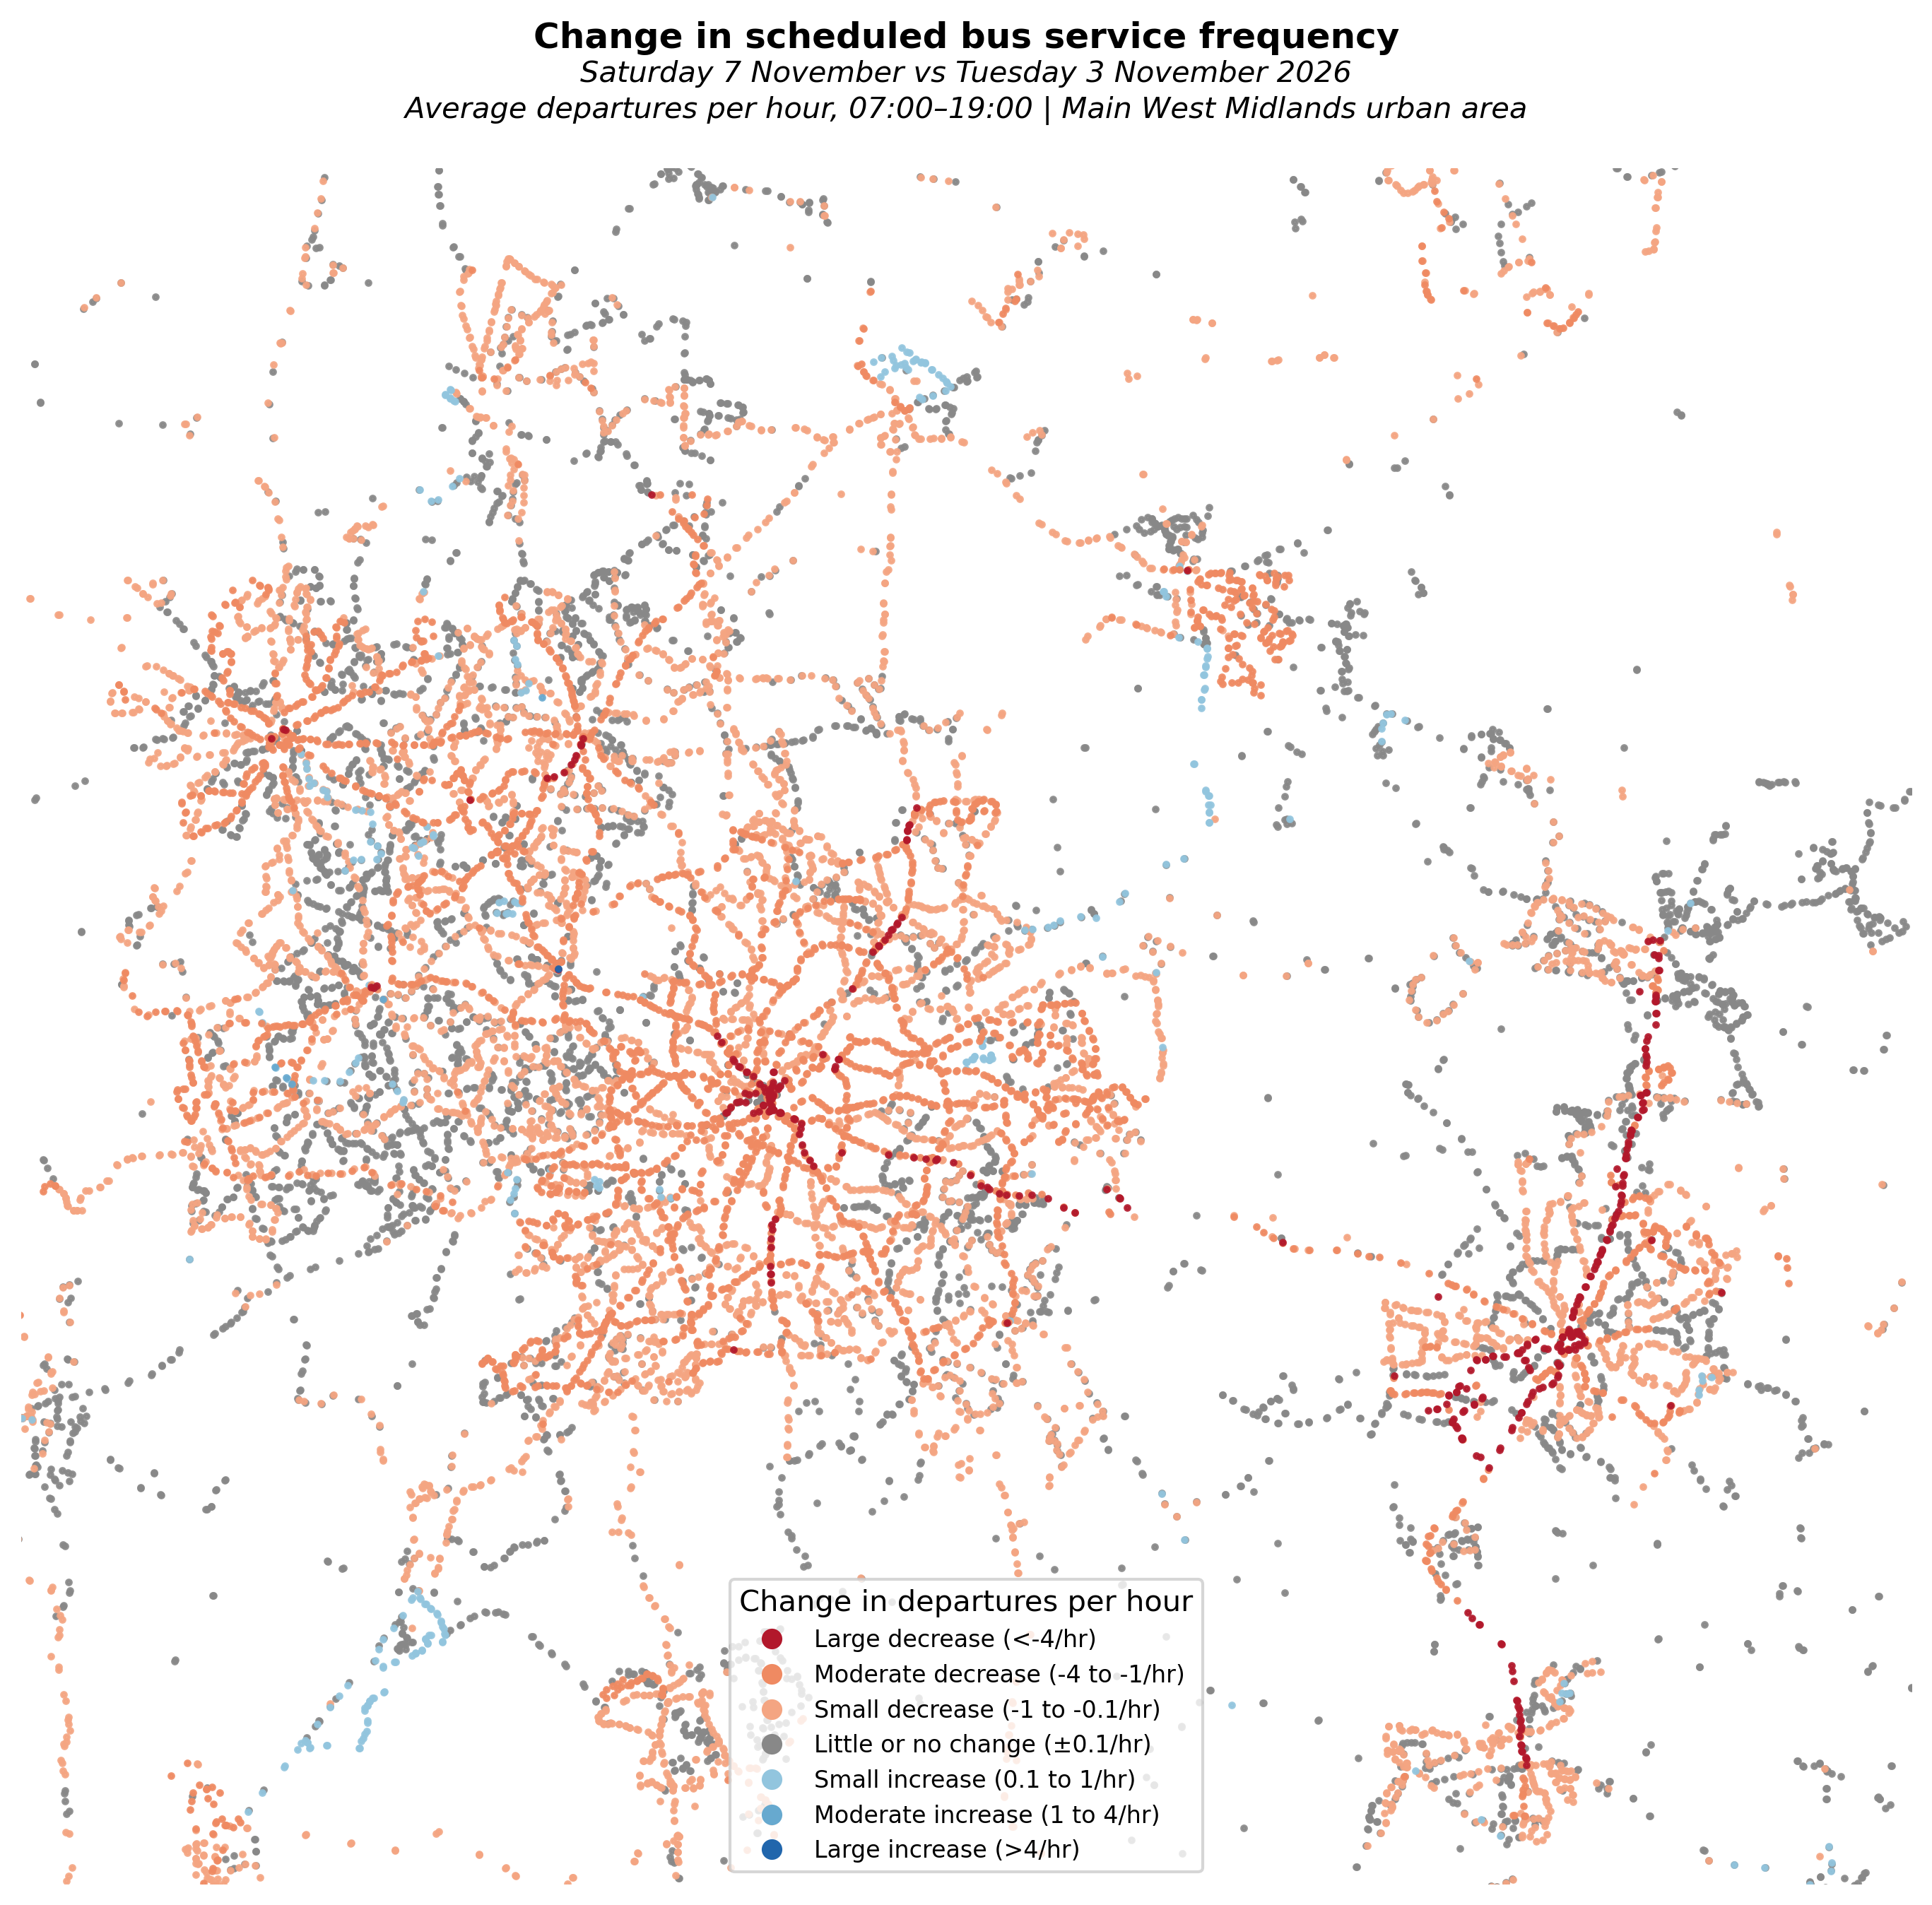 Change in scheduled bus service frequency
Saturday 7 November vs Tuesday 3 November 2026
Average departures per hour, 07:00–19:00 | Main West Midlands urban area
Change in departures per hour
Large decrease (<-4/hr)
Moderate decrease (-4 to -1/hr)
Small decrease (-1 to -0.1/hr)
Little or no change (±0.1/hr)
Small increase (0.1 to 1/hr)
Moderate increase (1 to 4/hr)
Large increase (>4/hr)